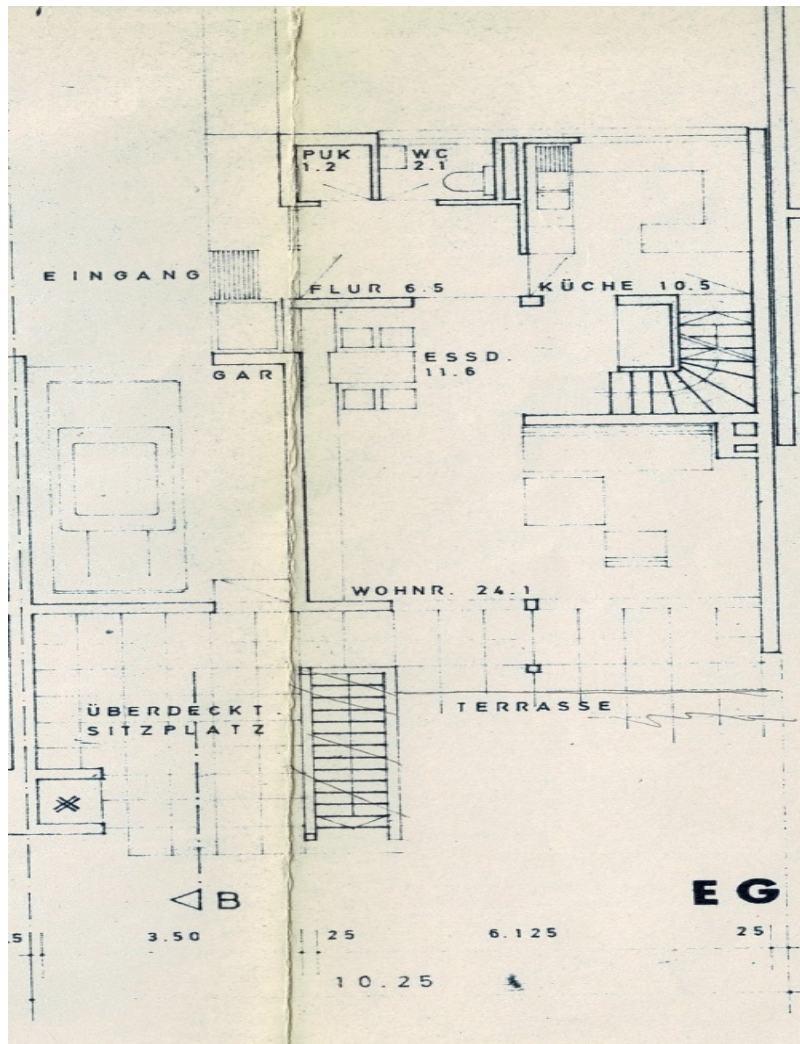 PUK
1.2
WC
2.1
EINGANG
FLUR 6.5
KÜCHE 10.5
ESSD.
11.6
GAR
WOHNR. 24.1
ÜBERDECKT.
SITZPLATZ
TERRASSE
B
EG
5
3.50
25
6.125
25
10.25